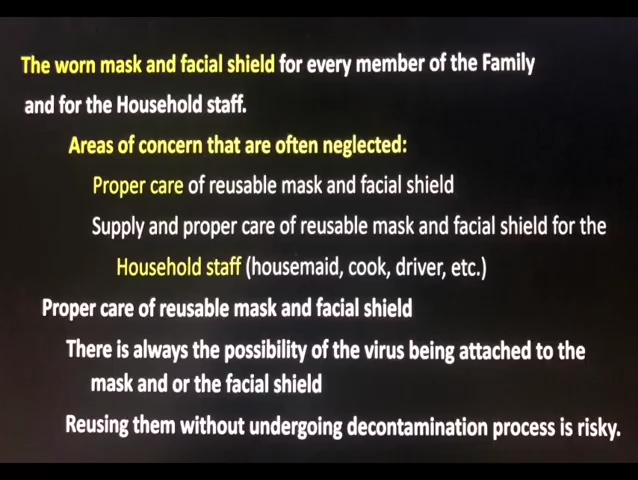 The worn mask and facial shield for every member of the Family
and for the Household staff.
Areas of concern that are often neglected:
Proper care of reusable mask and facial shield
Supply and proper care of reusable mask and facial shield for the
Household staff (housemaid, cook, driver, etc.)
Proper care of reusable mask and facial shield
There is always the possibility of the virus being attached to the
mask and or the facial shield
Reusing them without undergoing decontamination process is risky.